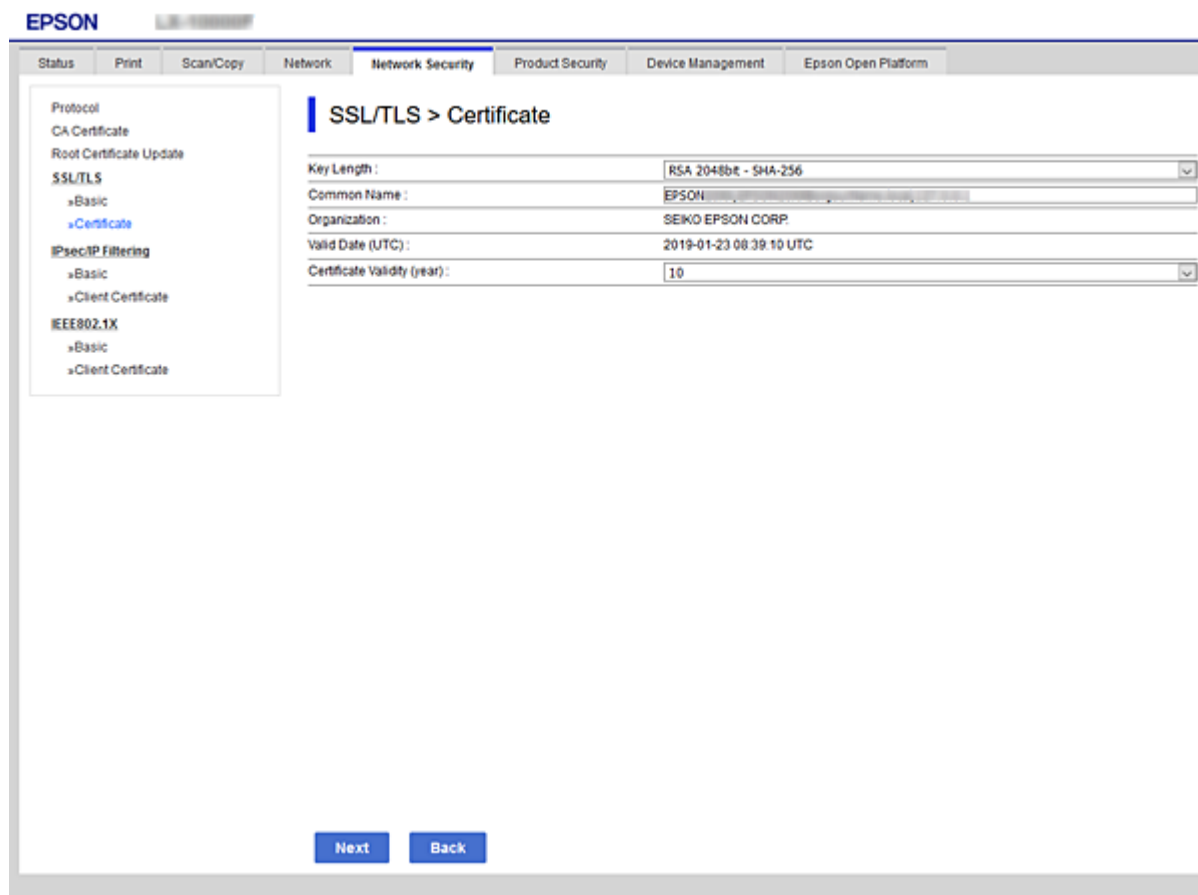 EPSON
Status Print Scan/Copy Network Network Security Product Security Device Management Epson Open Platform
Protocol
CA Certificate
Root Certificate Update
SSL/TLS
»Basic
»Certificate
IPsec/IP Filtering
»Basic
»Client Certificate
IEEE802.1X
»Basic
»Client Certificate
SSL/TLS > Certificate
Key Length : RSA 2048bit - SHA-256
Common Name : EPSON
Organization : SEIKO EPSON CORP.
Valid Date (UTC) : 2019-01-23 08:39:10 UTC
Certificate Validity (year) : 10
Next Back